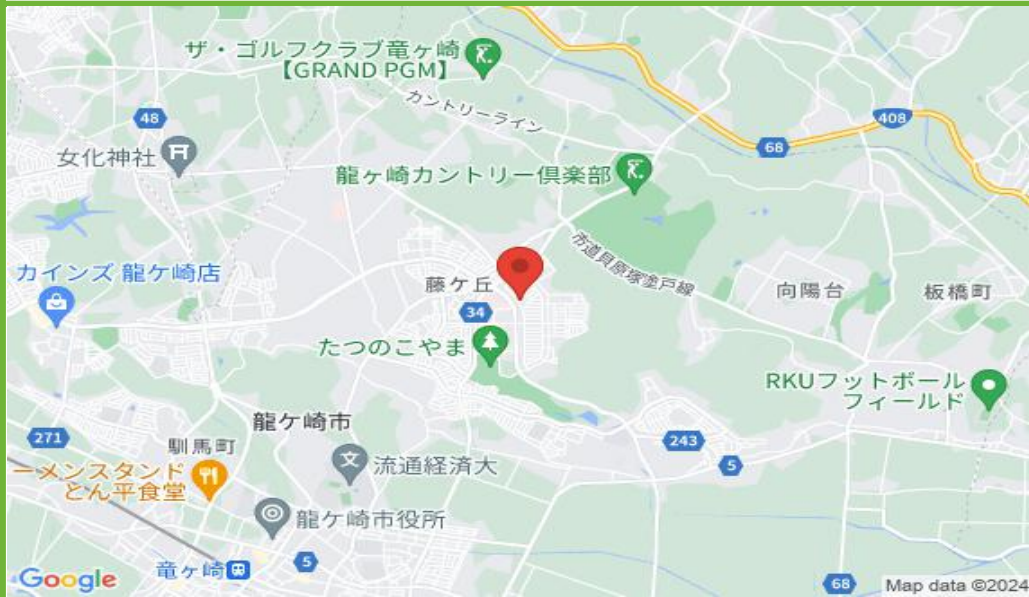 ザ・ゴルフクラブ竜ヶ崎
【GRAND PGM】
カントリーライン
408
48
68
女化神社
龍ヶ崎カントリー倶楽部
市道貝原塚塗戸線
カインズ 龍ケ崎店
藤ケ丘
向陽台
板橋町
34
たつのこやま
RKUフットボール
フィールド
龍ケ崎市
271
馴馬町
243
5
流通経済大
ーメンスタンド
とん平食堂
龍ケ崎市役所
5
竜ヶ崎
68
Google
Map data ©2024